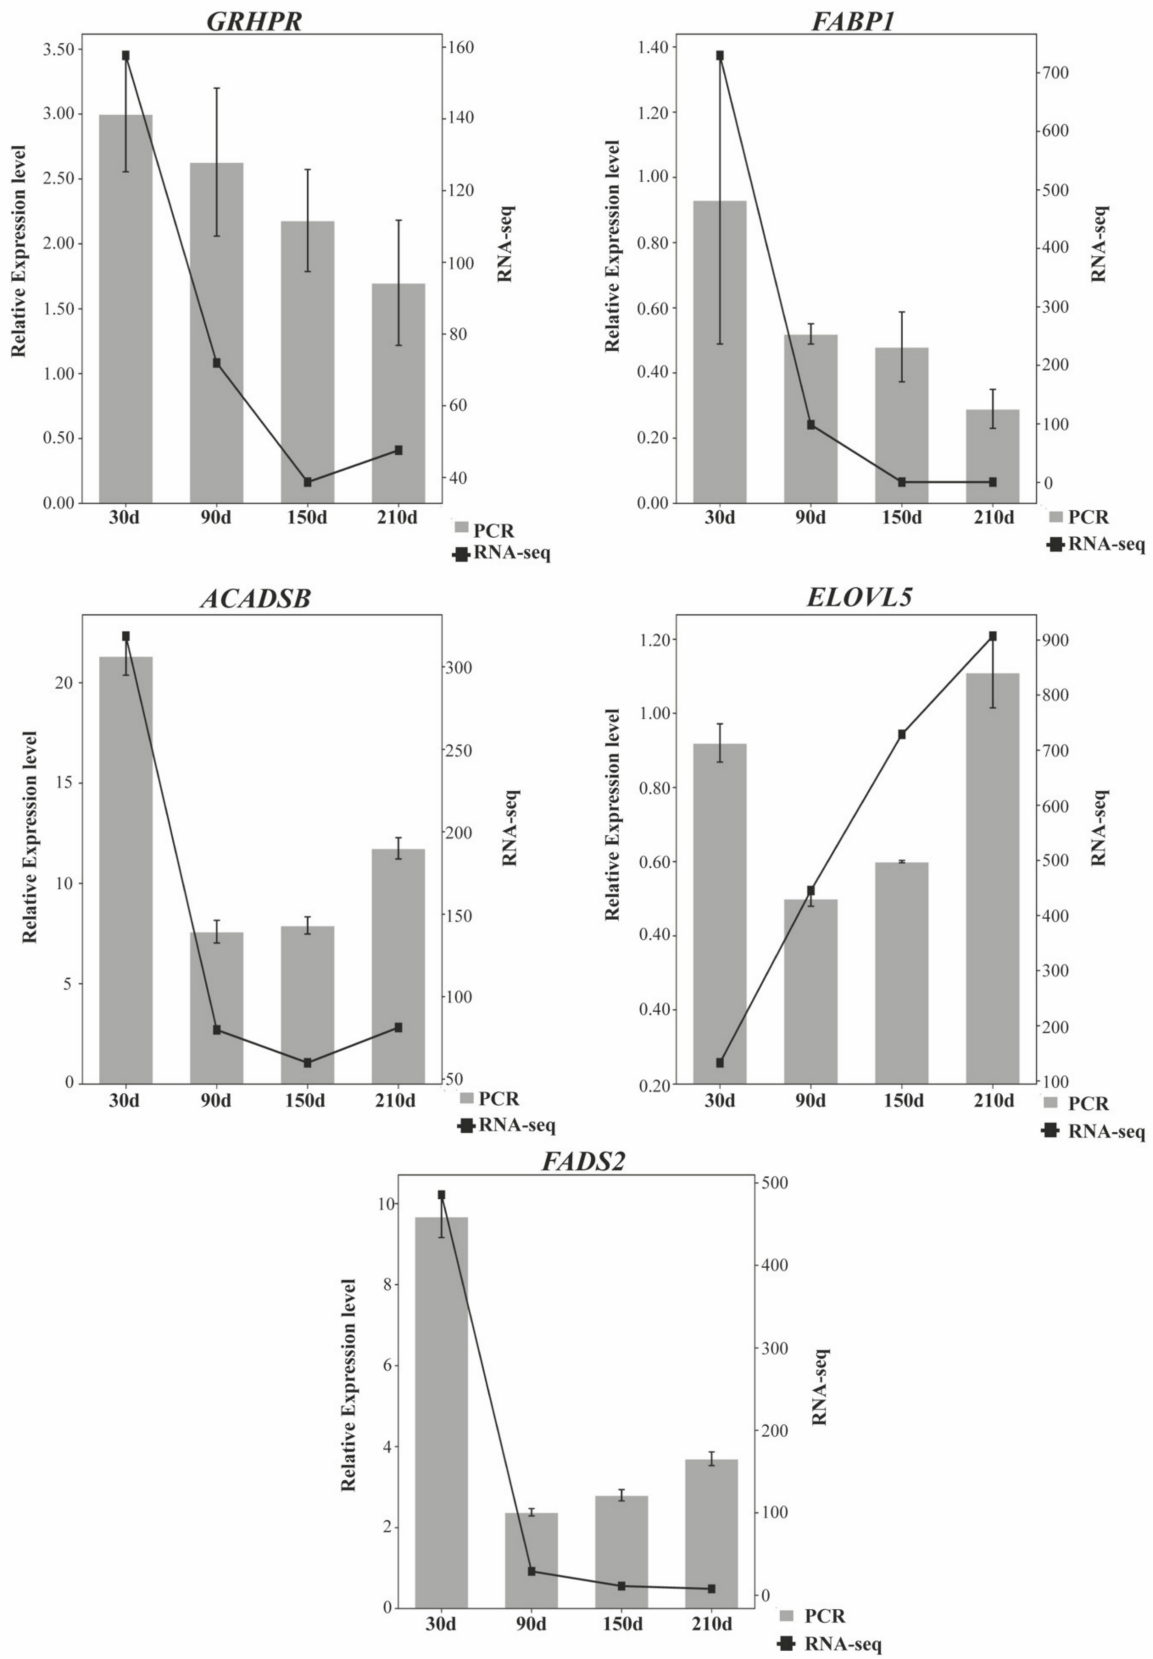 GRHPR
3.50
3.00
2.50
2.00
1.50
1.00
0.50
0.00
Relative Expression level
160
140
120
100
80
60
40
RNA-seq
30d 90d 150d 210d
PCR
RNA-seq
FABP1
1.40
1.20
1.00
0.80
0.60
0.40
0.20
0.00
Relative Expression level
700
600
500
400
300
200
100
0
RNA-seq
30d 90d 150d 210d
PCR
RNA-seq
ACADSB
20
15
10
5
0
Relative Expression level
300
250
200
150
100
50
RNA-seq
30d 90d 150d 210d
PCR
RNA-seq
ELOVL5
1.20
1.00
0.80
0.60
0.40
0.40
0.20
Relative Expression level
900
800
700
600
500
400
300
200
100
RNA-seq
30d 90d 150d 210d
PCR
RNA-seq
FADS2
10
8
6
4
2
0
Relative Expression level
500
400
300
200
100
0
RNA-seq
30d 90d 150d 210d
PCR
RNA-seq